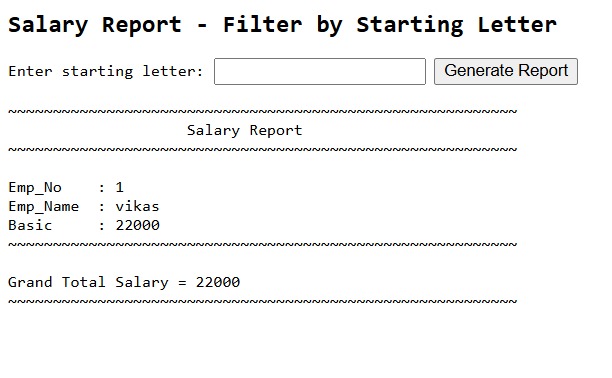 Salary Report - Filter by Starting Letter
Enter starting letter: Generate Report
~~~~~~~~~~~~~~~~~~~~~~~~~~~~~~~~~~~~~~~~~~~~~~~~~~~~~~~~~
Salary Report
~~~~~~~~~~~~~~~~~~~~~~~~~~~~~~~~~~~~~~~~~~~~~~~~~~~~~~~~~
Emp_No    : 1
Emp_Name  : vikas
Basic     : 22000
~~~~~~~~~~~~~~~~~~~~~~~~~~~~~~~~~~~~~~~~~~~~~~~~~~~~~~~~~
Grand Total Salary = 22000
~~~~~~~~~~~~~~~~~~~~~~~~~~~~~~~~~~~~~~~~~~~~~~~~~~~~~~~~~